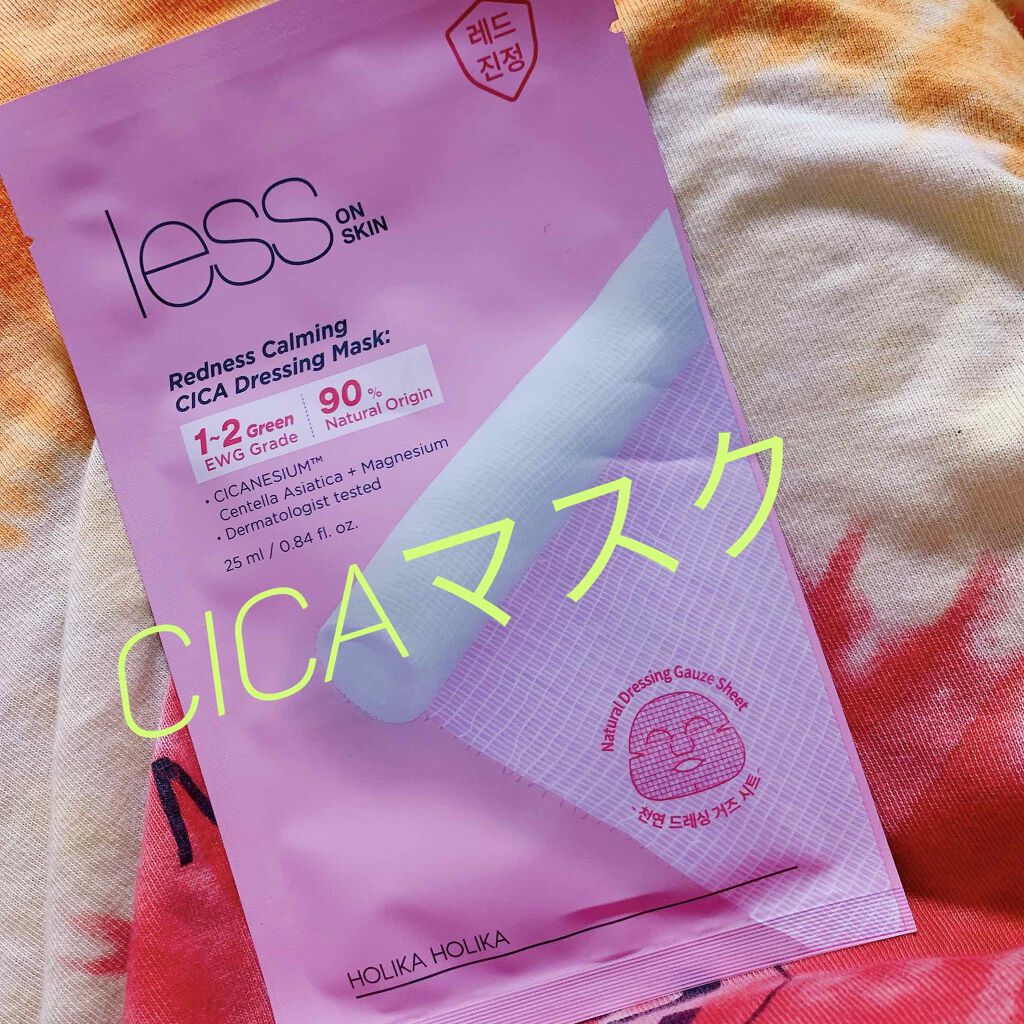 레드
진정
less ON
SKIN
Redness Calming
CICA Dressing Mask:
1~2 Green
EWG Grade
90 %
Natural Origin
• CICANESIUM™
Centella Asiatica + Magnesium
• Dermatologist tested
25 ml / 0.84 fl. oz.
CICAマスク
Natural Dressing Gauze Sheet
- 천연 드레싱 거즈 시트 -
HOLIKA HOLIKA
N